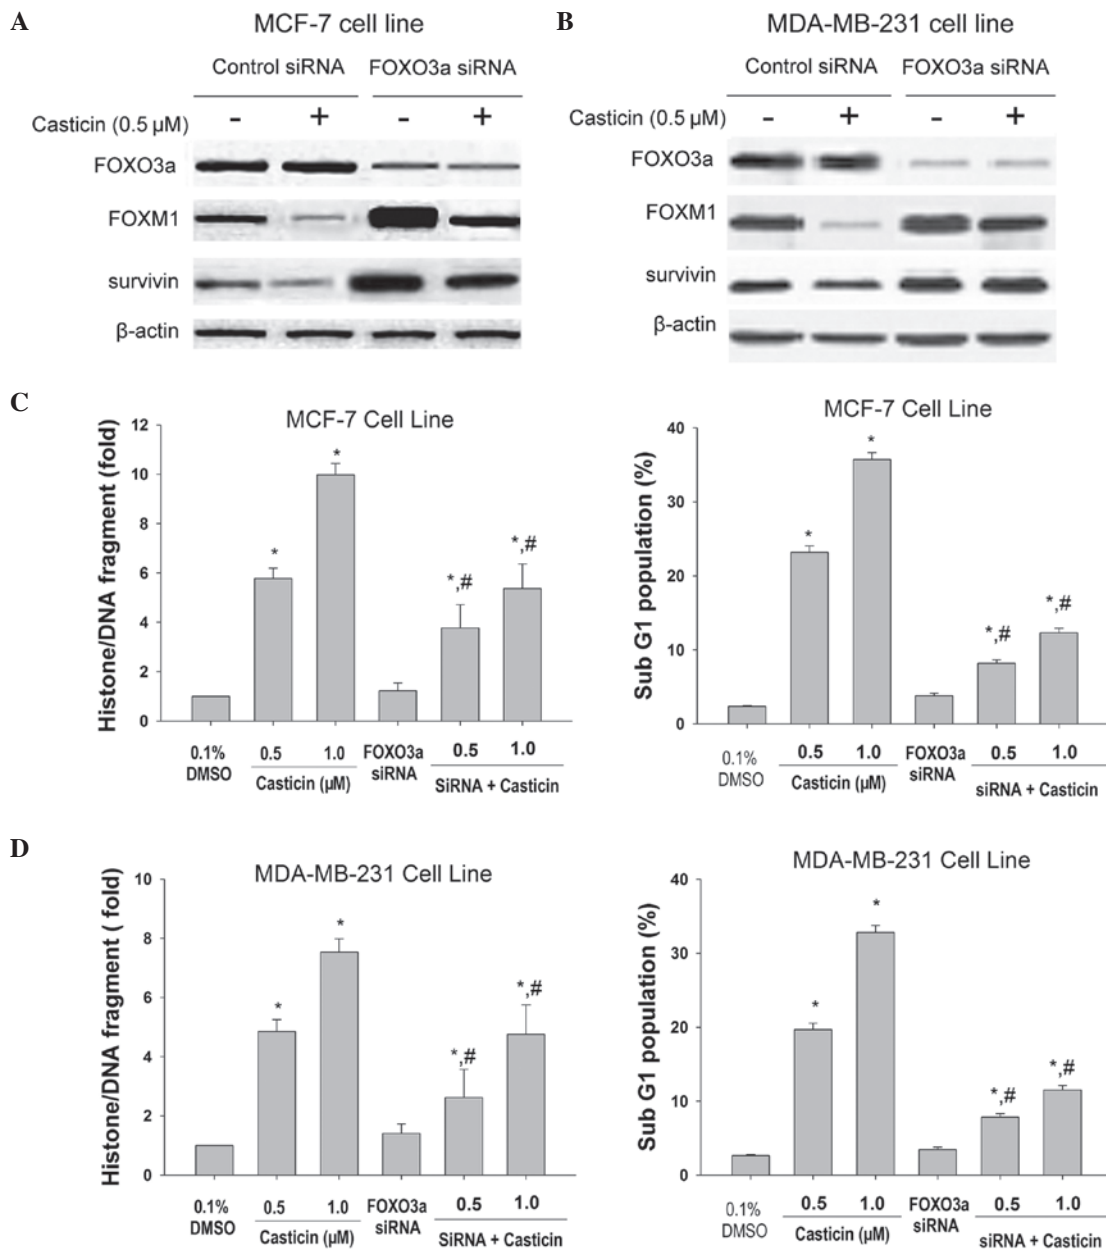 A
MCF-7 cell line
Control siRNA FOXO3a siRNA
Casticin (0.5 µM) - + - +
FOXO3a
FOXM1
survivin
β-actin
B
MDA-MB-231 cell line
Control siRNA FOXO3a siRNA
Casticin (0.5 µM) - + - +
FOXO3a
FOXM1
survivin
β-actin
C
MCF-7 Cell Line
Histone/DNA fragment (fold)
12
10
8
6
4
2
0
*
*
*,#
*,#
0.1% DMSO
0.5 1.0
Casticin (µM)
FOXO3a siRNA
0.5 1.0
SiRNA + Casticin
MCF-7 Cell Line
Sub G1 population (%)
40
30
20
10
0
*
*
*,#
*,#
0.1% DMSO
0.5 1.0
Casticin (µM)
FOXO3a siRNA
0.5 1.0
siRNA + Casticin
D
MDA-MB-231 Cell Line
Histone/DNA fragment ( fold)
10
8
6
4
2
0
*
*
*,#
*,#
0.1% DMSO
0.5 1.0
Casticin (µM)
FOXO3a siRNA
0.5 1.0
SiRNA + Casticin
MDA-MB-231 Cell Line
Sub G1 population (%)
40
30
20
10
0
*
*
*,#
*,#
0.1% DMSO
0.5 1.0
Casticin (µM)
FOXO3a siRNA
0.5 1.0
siRNA + Casticin